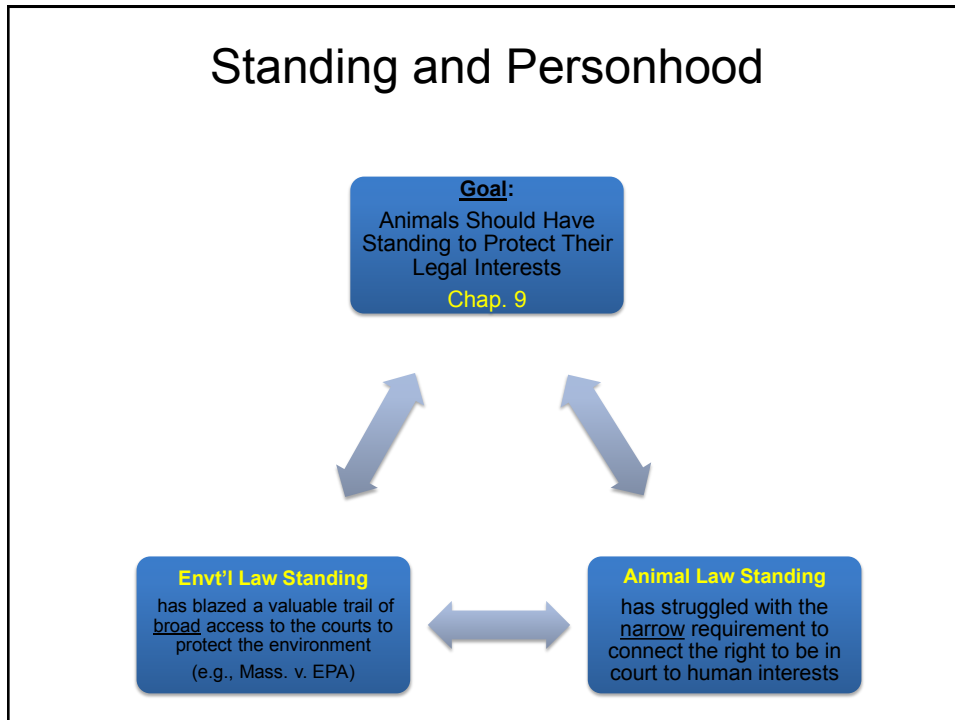 Standing and Personhood
Goal:
Animals Should Have
Standing to Protect Their
Legal Interests
Chap. 9
Envt'l Law Standing
has blazed a valuable trail of
broad access to the courts to
protect the environment
(e.g., Mass. v. EPA)
Animal Law Standing
has struggled with the
narrow requirement to
connect the right to be in
court to human interests